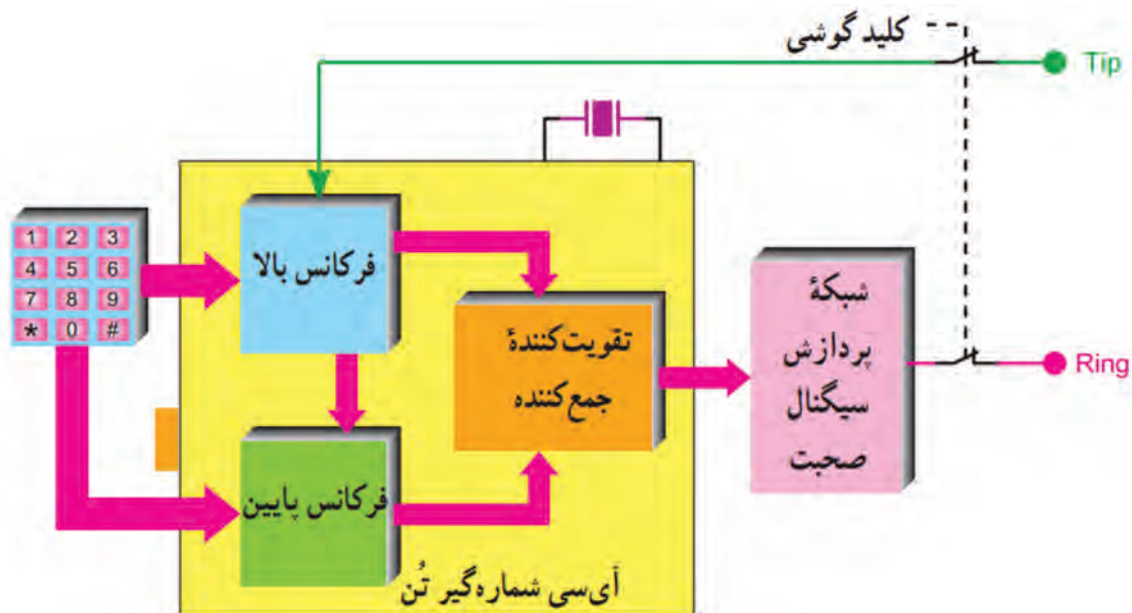 کلید گوشی
Tip
1 2 3
4 5 6
7 8 9
* 0 #
فرکانس بالا
تقویت‌کنندهٔ
جمع‌کننده
شبکهٔ
پردازش
سیگنال
صحبت
Ring
فرکانس پایین
اَی‌سی شماره‌گیر تُن